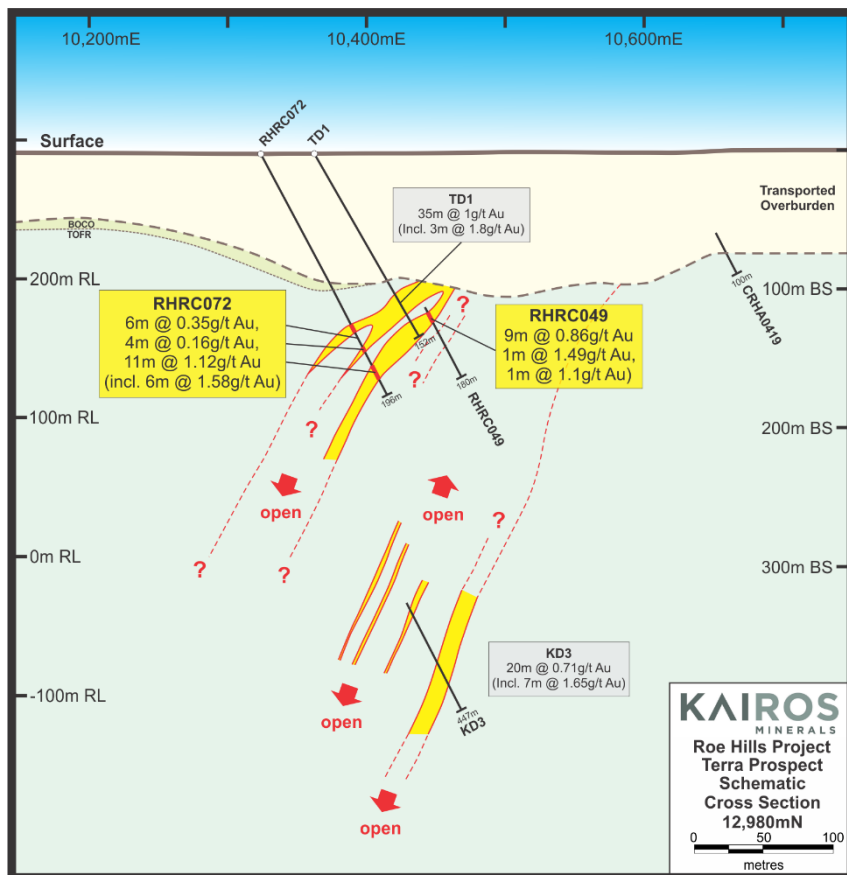 10,200mE
10,400mE
10,600mE
Surface
RHRC072
TD1
Transported
Overburden
BOCO
TOFR
TD1
35m @ 1g/t Au
(Incl. 3m @ 1.8g/t Au)
200m RL
100m BS
RHRC072
6m @ 0.35g/t Au,
4m @ 0.16g/t Au,
11m @ 1.12g/t Au
(incl. 6m @ 1.58g/t Au)
?
RHRC049
9m @ 0.86g/t Au
1m @ 1.49g/t Au,
1m @ 1.1g/t Au)
100m
CRHA0419
152m
?
180m
RHRC049
196m
100m RL
?
200m BS
open
open
?
0m RL
?
?
300m BS
KD3
20m @ 0.71g/t Au
(Incl. 7m @ 1.65g/t Au)
-100m RL
447m
KD3
open
open
KAIROS
MINERALS
Roe Hills Project
Terra Prospect
Schematic
Cross Section
12,980mN
0 50 100
metres